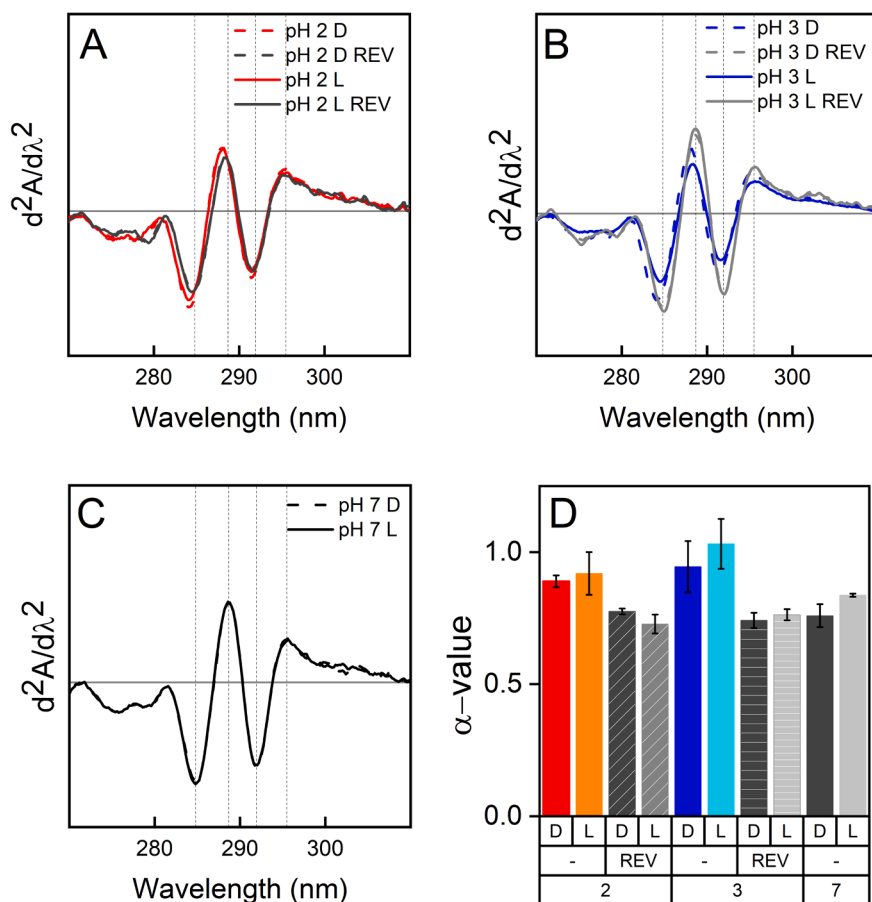 A
pH 2 D
pH 2 D REV
pH 2 L
pH 2 L REV
d²A/dλ²
280 290 300
Wavelength (nm)
B
pH 3 D
pH 3 D REV
pH 3 L
pH 3 L REV
d²A/dλ²
280 290 300
Wavelength (nm)
C
pH 7 D
pH 7 L
d²A/dλ²
280 290 300
Wavelength (nm)
D
α−value
1.0
0.5
0.0
D L D L D L D L D L
- REV - REV -
2 3 7